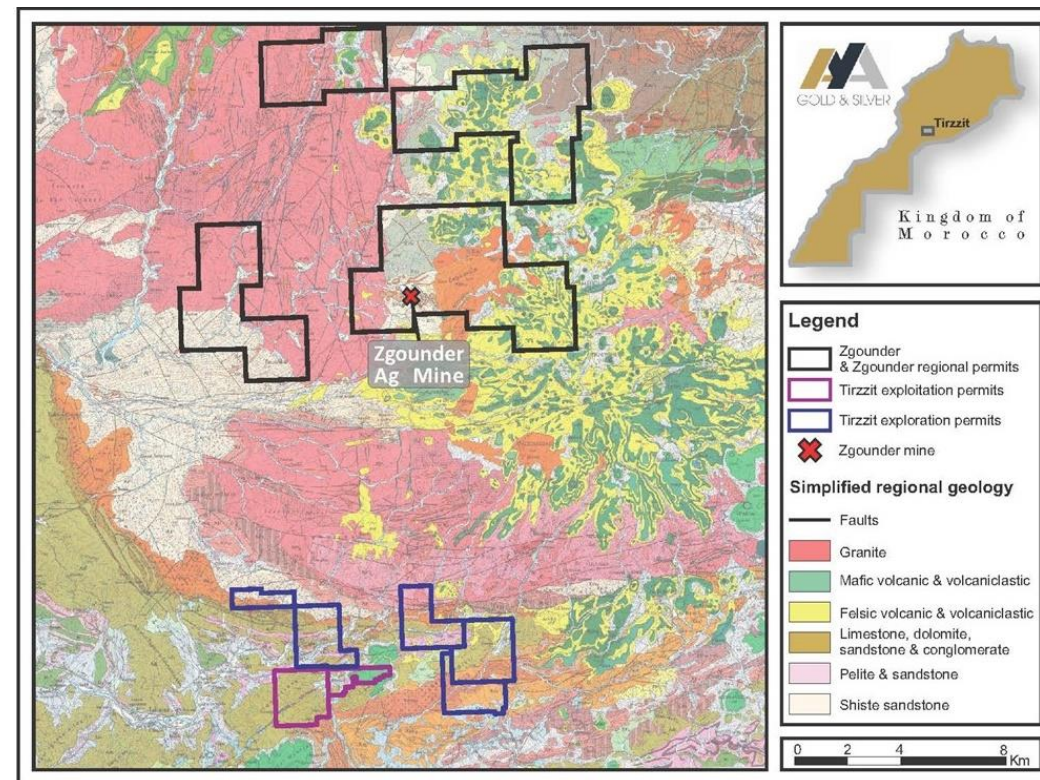 Zgounder
Ag Mine
AYA
GOLD & SILVER
Tirzzit
Kingdom of
Morocco
Legend
Zgounder
& Zgounder regional permits
Tirzzit exploitation permits
Tirzzit exploration permits
Zgounder mine
Simplified regional geology
Faults
Granite
Mafic volcanic & volcaniclastic
Felsic volcanic & volcaniclastic
Limestone, dolomite,
sandstone & conglomerate
Pelite & sandstone
Shiste sandstone
0 2 4 8
Km